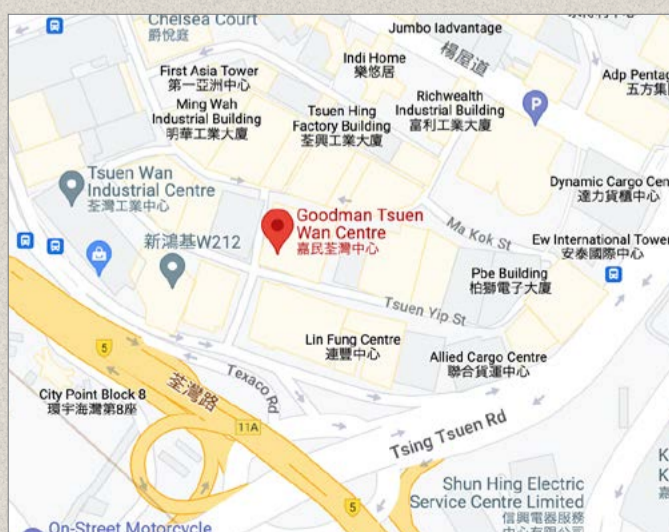 Chelsea Court
爵悅庭
Jumbo Iadvantage
楊屋道
Indi Home
樂悠居
First Asia Tower
第一亞洲中心
Adp Penta
五方集
Ming Wah
Industrial Building
明華工業大廈
Tsuen Hing
Factory Building
荃興工業大廈
Richwealth
Industrial Building
富利工業大廈
P
Tsuen Wan
Industrial Centre
荃灣工業中心
Dynamic Cargo Cen
達力貨櫃中心
Goodman Tsuen
Wan Centre
嘉民荃灣中心
Ma Kok St
新鴻基W212
Ew International Tower
安泰國際中心
Pbe Building
柏獅電子大廈
Tsuen Yip St
Lin Fung Centre
連豐中心
Allied Cargo Centre
聯合貨運中心
5
Texaco Rd
荃灣路
City Point Block 8
環宇海灣第8座
11A
Tsing Tsuen Rd
Shun Hing Electric
Service Centre Limited
信興電器服務
中心有限公司
K
K
嘉
5
On-Street Motorcycle